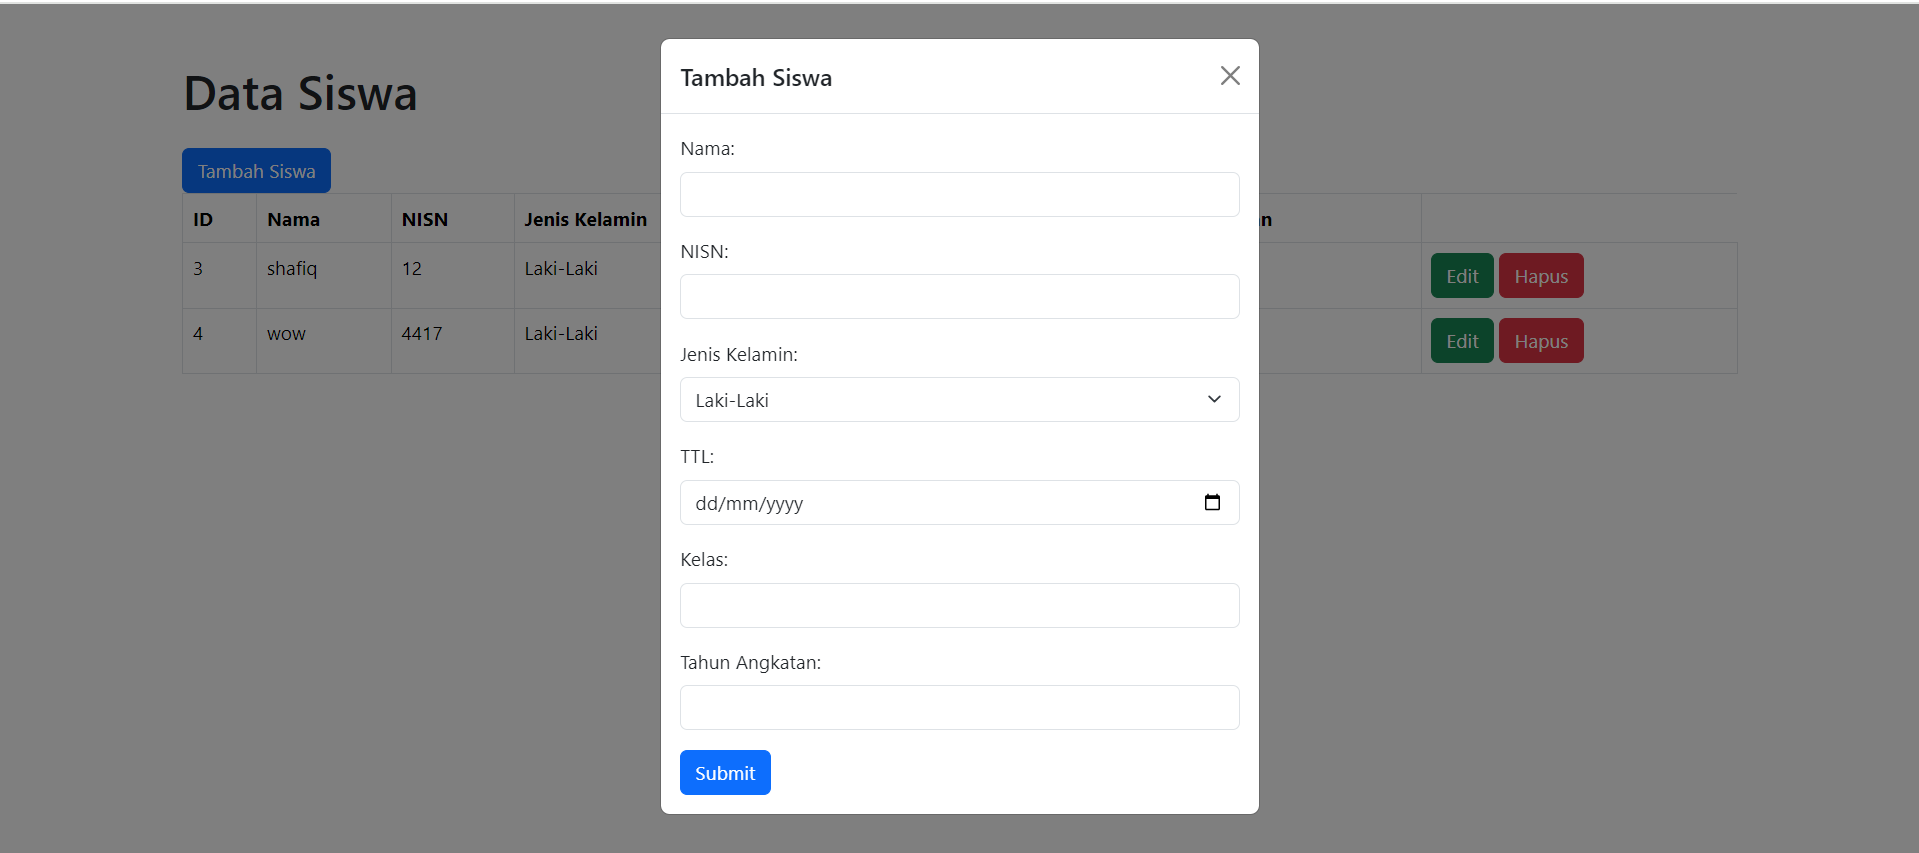 Data Siswa
Tambah Siswa
ID Nama NISN Jenis Kelamin
3 shafiq 12 Laki-Laki Edit Hapus
4 wow 4417 Laki-Laki Edit Hapus
Tambah Siswa
Nama:
NISN:
Jenis Kelamin:
Laki-Laki
TTL:
dd/mm/yyyy
Kelas:
Tahun Angkatan:
Submit